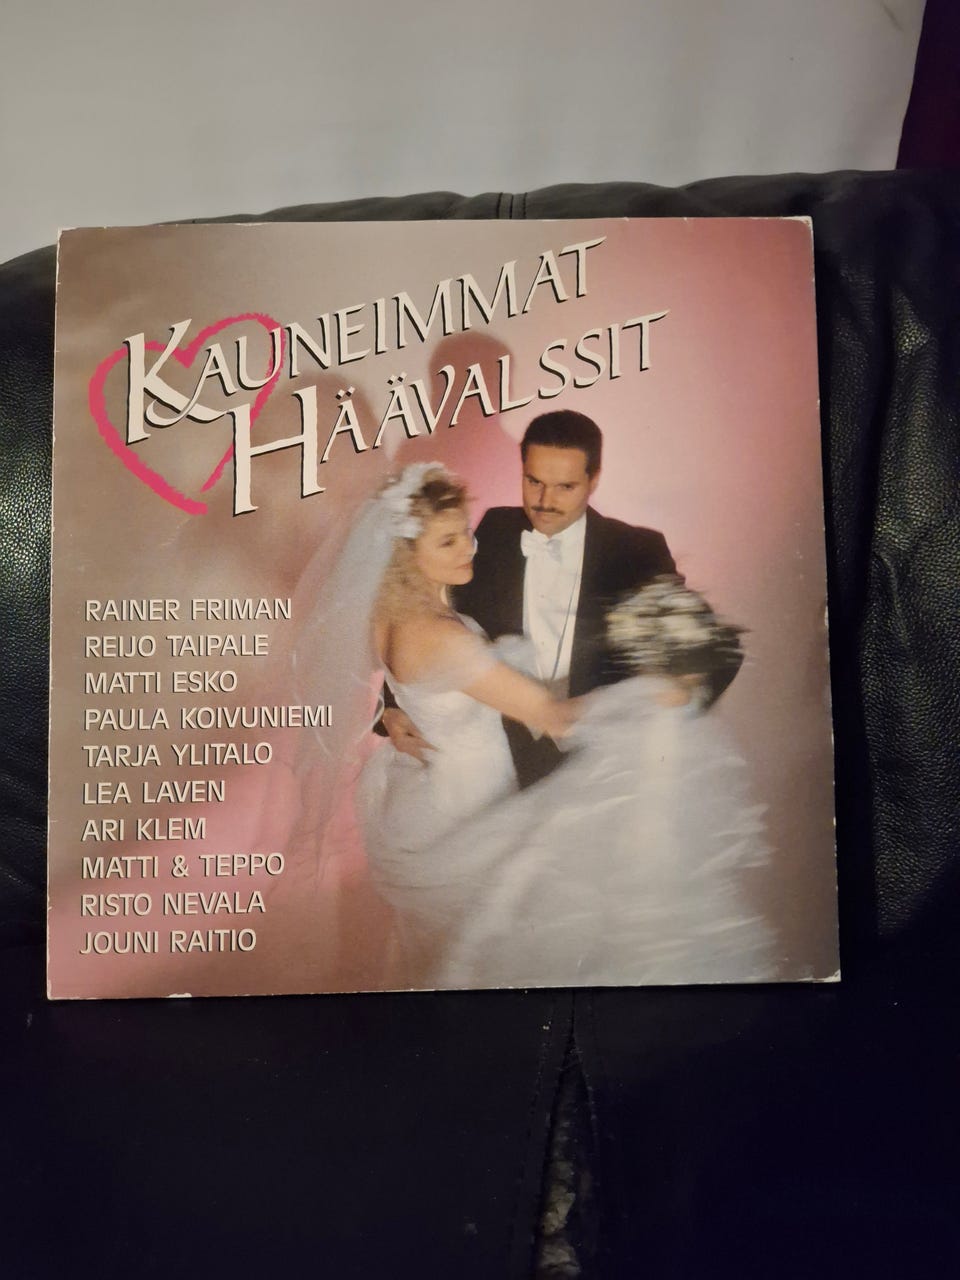 KAUNEIMMAT
HÄÄVALSSIT
RAINER FRIMAN
REIJO TAIPALE
MATTI ESKO
PAULA KOIVUNIEMI
TARJA YLITALO
LEA LAVEN
ARI KLEM
MATTI & TEPPO
RISTO NEVALA
JOUNI RAITIO